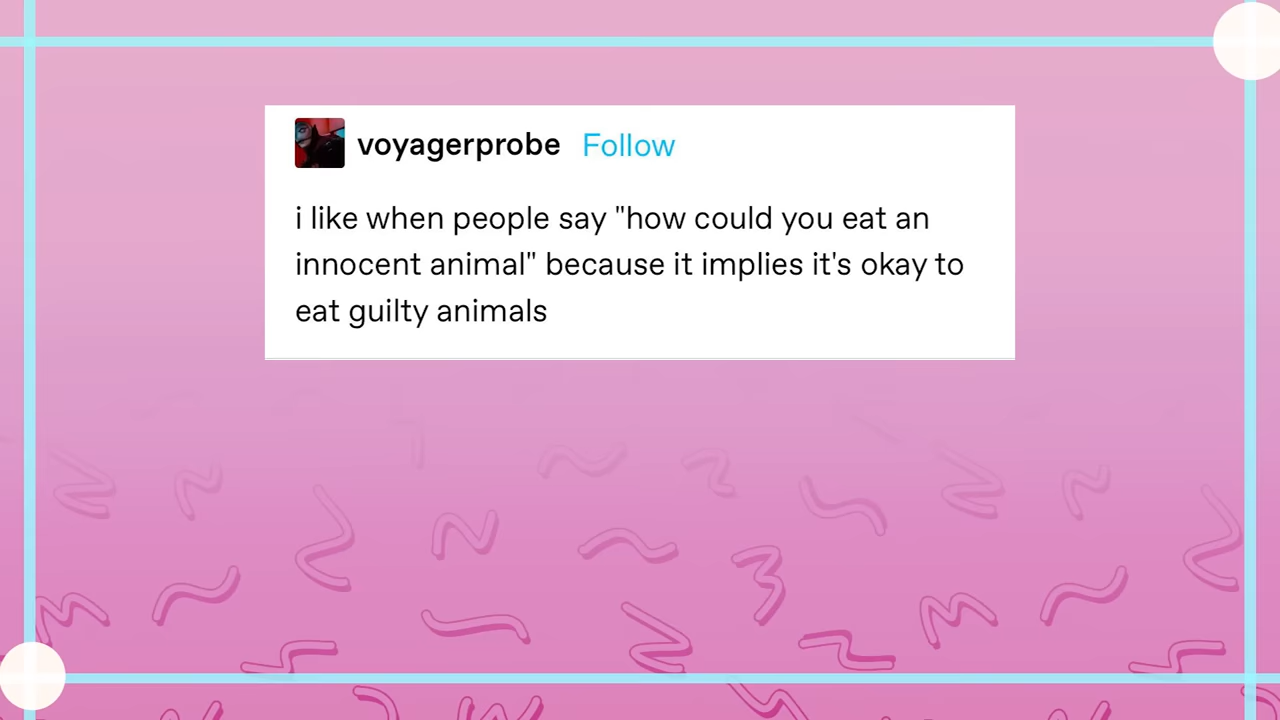 voyagerprobe Follow
i like when people say "how could you eat an
innocent animal" because it implies it's okay to
eat guilty animals